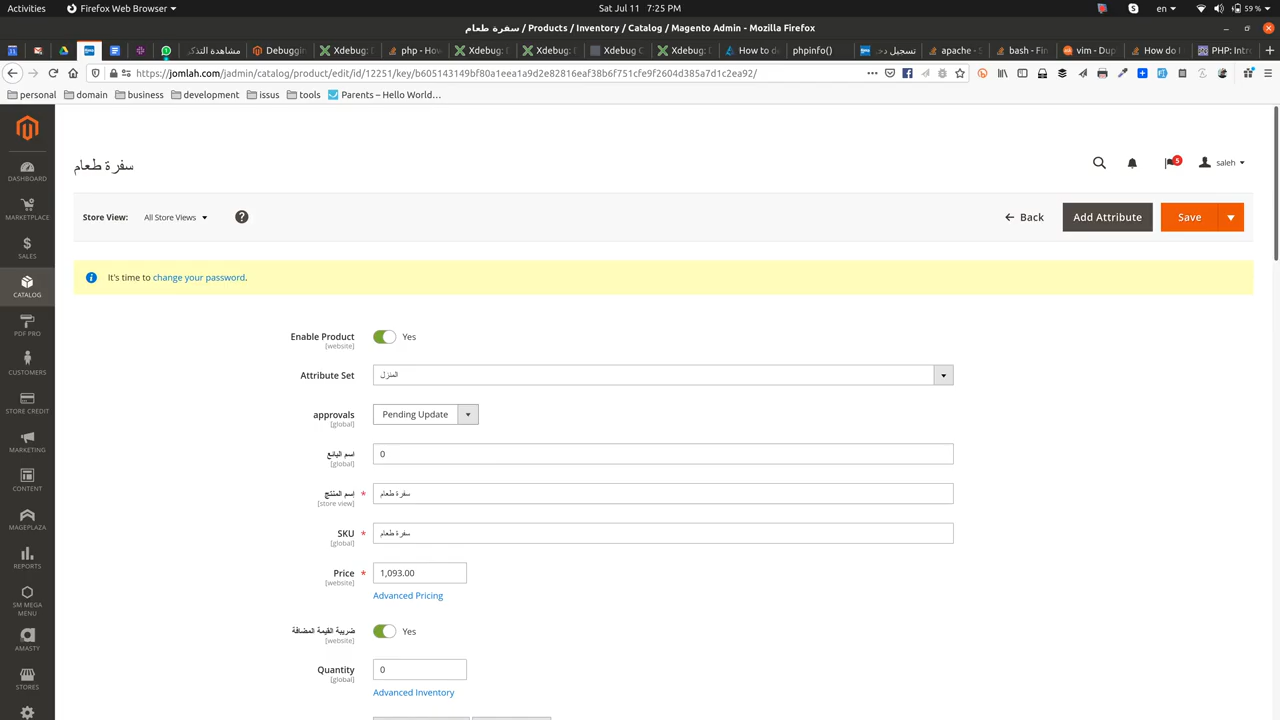 Activities Firefox Web Browser Sat Jul 11 7:25 PM en 59 %
سفرة طعام / Products / Inventory / Catalog / Magento Admin - Mozilla Firefox
مشاهدة الذك Debuggin Xdebug: php - How Xdebug: Xdebug: Xdebug C Xdebug: How to d phpinfo() تسجيل دخ apache - S bash - Fin vim - Dup How do I PHP: Intro
https://jomlah.com/jadmin/catalog/product/edit/id/12251/key/b605143149bf80a1eea1a9d2e82816eaf38b6f751cfe9f2604d385a7d1c2ea92/
personal domain business development issus tools Parents – Hello World…
سفرة طعام
5
saleh
Store View: All Store Views ?
Back
Add Attribute
Save
It's time to change your password.
DASHBOARD
MARKETPLACE
SALES
CATALOG
PDF PRO
CUSTOMERS
STORE CREDIT
MARKETING
CONTENT
MAGEPLAZA
REPORTS
SM MEGA
MENU
AMASTY
STORES
Enable Product Yes
[website]
Attribute Set المنزل
approvals Pending Update
[global]
اسم البائع 0
[global]
إسم المنتج * سفرة طعام
[store view]
SKU * سفرة طعام
[global]
Price * 1,093.00
[website]
Advanced Pricing
ضريبة القيمة المضافة Yes
[website]
Quantity 0
[global]
Advanced Inventory